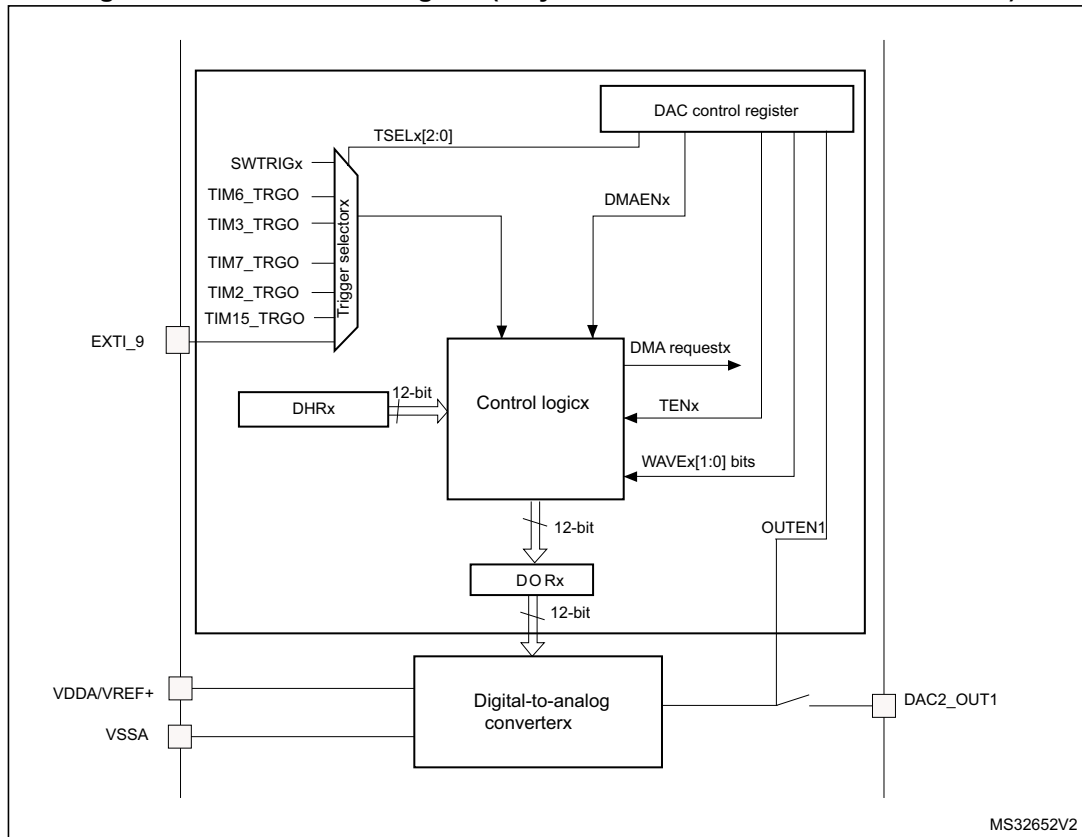 DAC control register
TSELx[2:0]
SWTRIGx
TIM6_TRGO
TIM3_TRGO
TIM7_TRGO
TIM2_TRGO
TIM15_TRGO
Trigger selectorx
DMAENx
EXTI_9
DMA requestx
12-bit
DHRx
Control logicx
TENx
WAVEx[1:0] bits
12-bit
OUTEN1
DORx
12-bit
VDDA/VREF+
Digital-to-analog
converterx
DAC2_OUT1
VSSA
MS32652V2